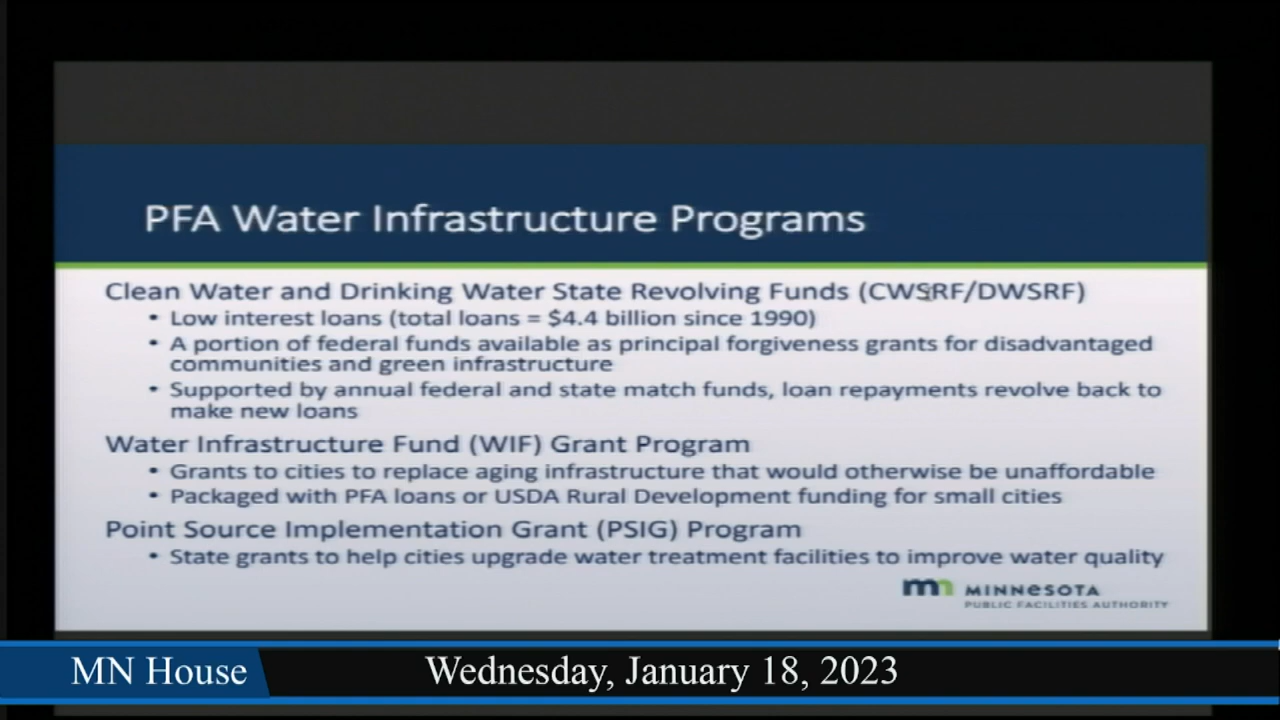 PFA Water Infrastructure Programs
Clean Water and Drinking Water State Revolving Funds (CWSRF/DWSRF)
• Low interest loans (total loans = $4.4 billion since 1990)
• A portion of federal funds available as principal forgiveness grants for disadvantaged
communities and green infrastructure
• Supported by annual federal and state match funds, loan repayments revolve back to
make new loans
Water Infrastructure Fund (WIF) Grant Program
• Grants to cities to replace aging infrastructure that would otherwise be unaffordable
• Packaged with PFA loans or USDA Rural Development funding for small cities
Point Source Implementation Grant (PSIG) Program
• State grants to help cities upgrade water treatment facilities to improve water quality
mn MINNESOTA
PUBLIC FACILITIES AUTHORITY
MN House
Wednesday, January 18, 2023